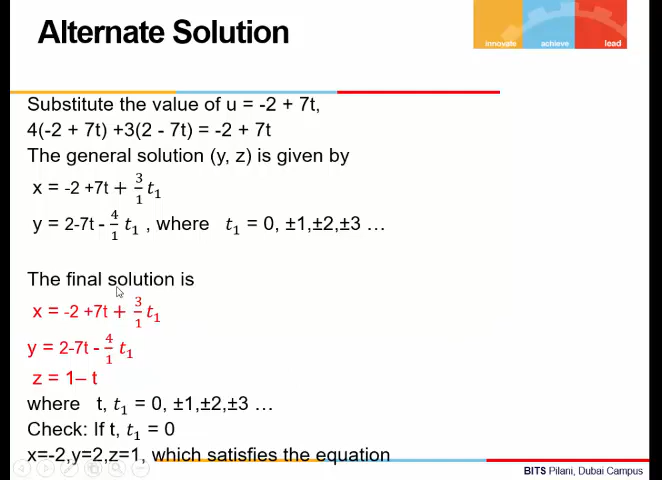 Alternate Solution
innovate achieve lead
Substitute the value of u = -2 + 7t,
4(-2 + 7t) +3(2 - 7t) = -2 + 7t
The general solution (y, z) is given by
x = -2 +7t + 3/1 t₁
y = 2-7t - 4/1 t₁ , where t₁ = 0, ±1,±2,±3 …
The final solution is
x = -2 +7t + 3/1 t₁
y = 2-7t - 4/1 t₁
z = 1– t
where t, t₁ = 0, ±1,±2,±3 …
Check: If t, t₁ = 0
x=-2,y=2,z=1, which satisfies the equation
BITS Pilani, Dubai Campus